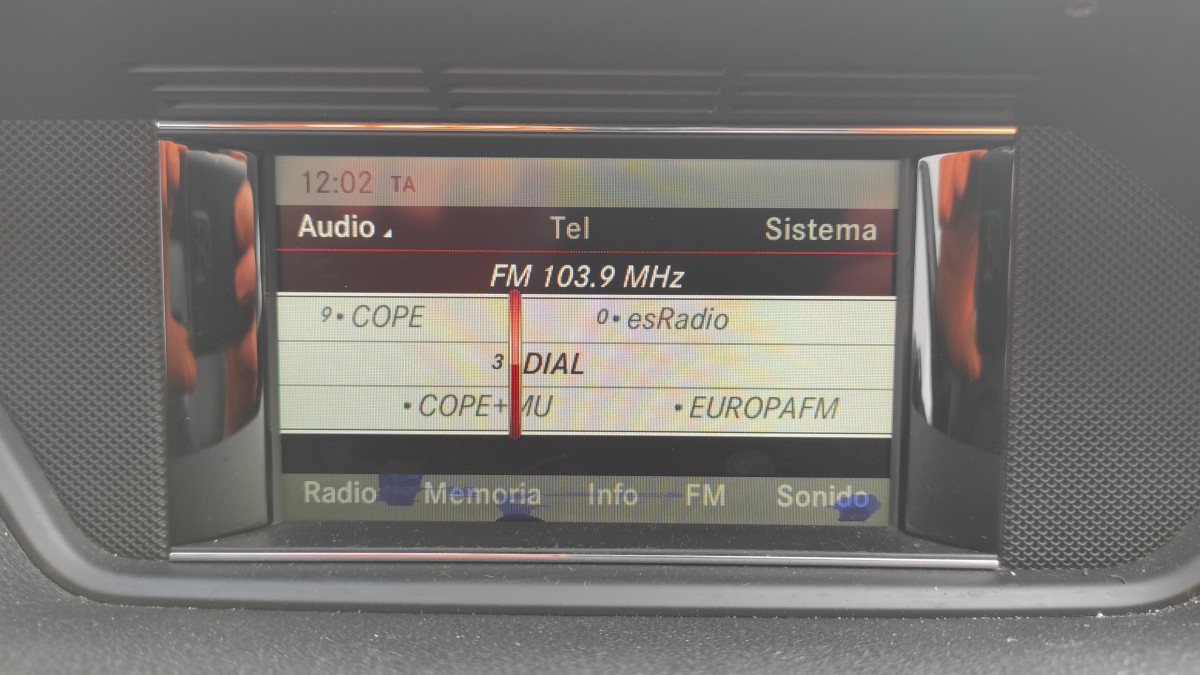 12:02 TA
Audio Tel Sistema
FM 103.9 MHz
9• COPE 0• esRadio
3 DIAL
• COPE+MU • EUROPAFM
Radio Memoria Info FM Sonido